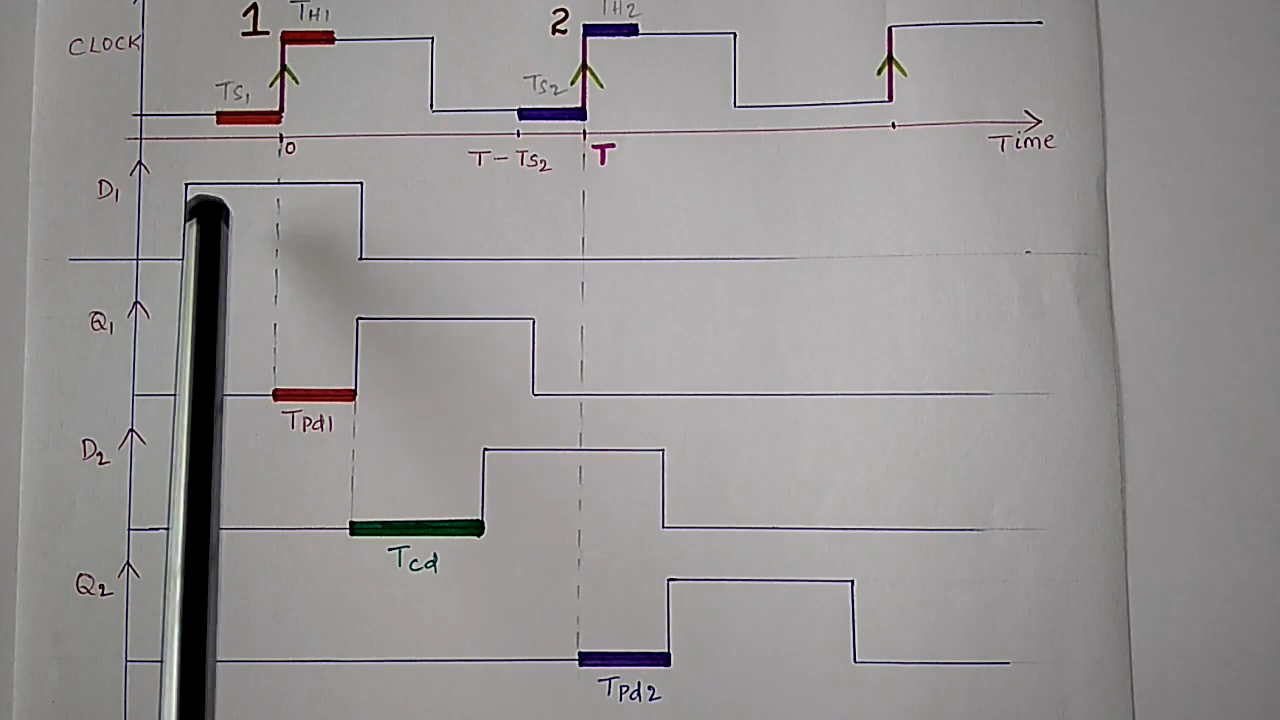 1 TH1 2 TH2
CLOCK
TS1 TS2
0 T-TS2 T Time
D1
Q1
Tpd1
D2
Tcd
Q2
Tpd2